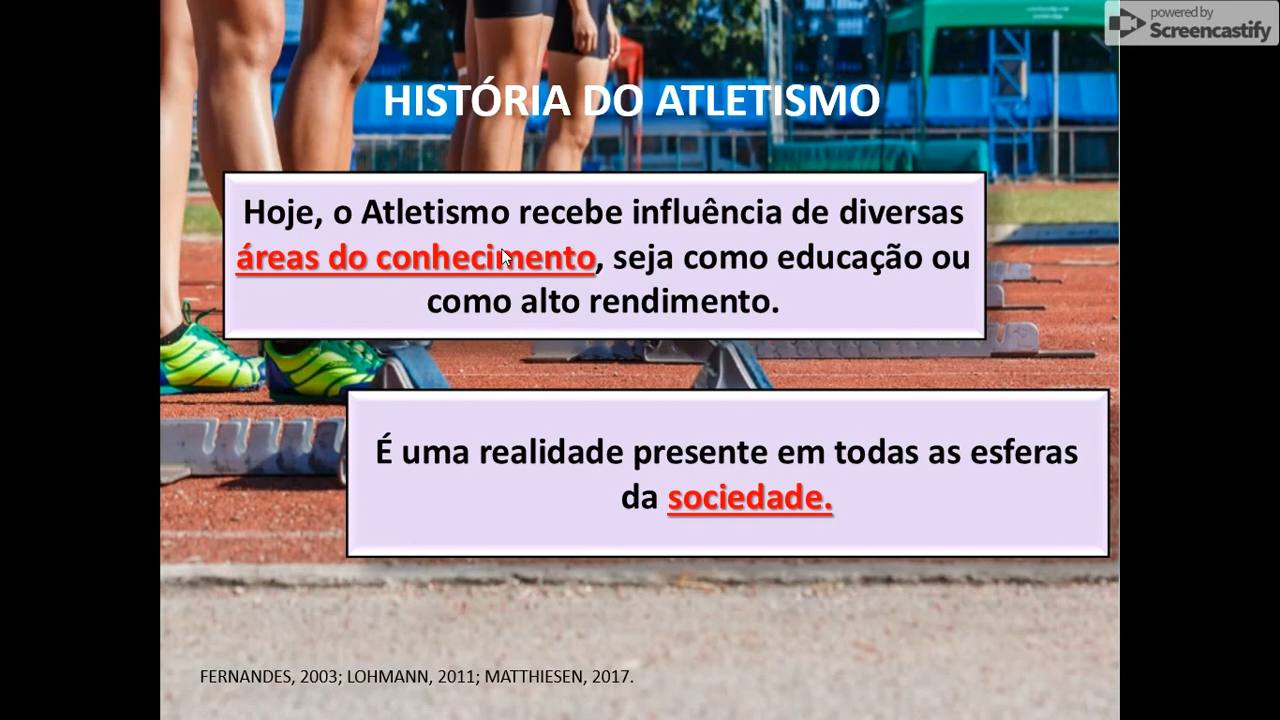 powered by
Screencastify
HISTÓRIA DO ATLETISMO
Hoje, o Atletismo recebe influência de diversas
áreas do conhecimento, seja como educação ou
como alto rendimento.
É uma realidade presente em todas as esferas
da sociedade.
FERNANDES, 2003; LOHMANN, 2011; MATTHIESEN, 2017.